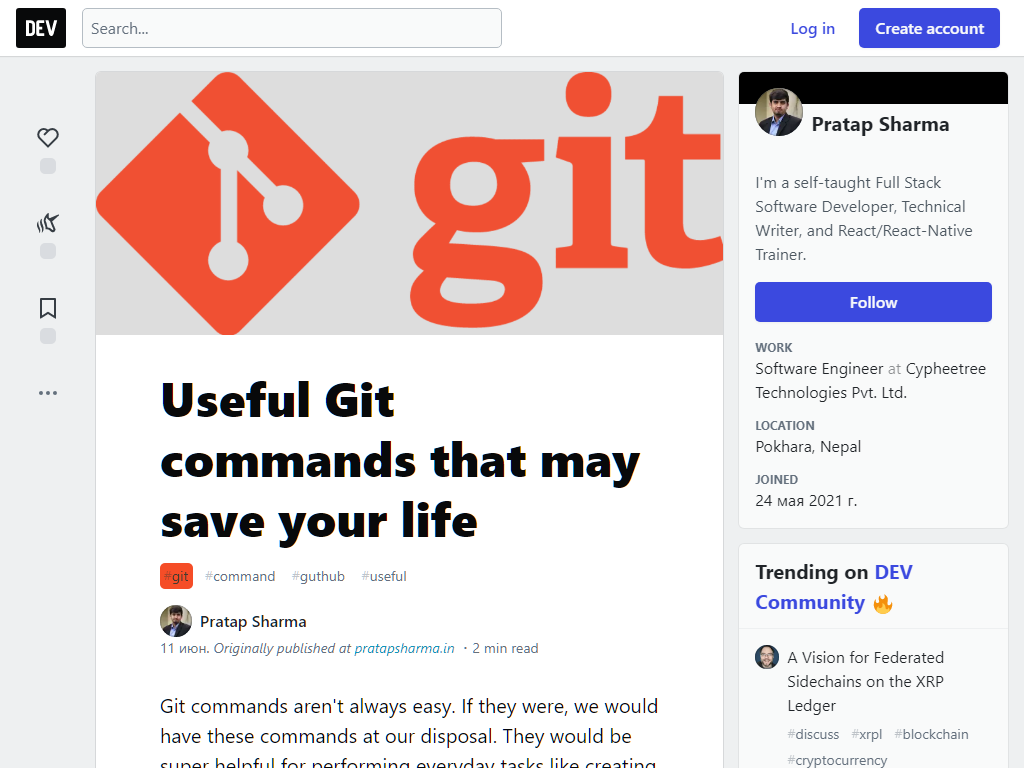 DEV
Search...
Log in
Create account
git
Useful Git
commands that may
save your life
#git #command #guthub #useful
Pratap Sharma
11 июн. Originally published at pratapsharma.in ・2 min read
Git commands aren't always easy. If they were, we would
have these commands at our disposal. They would be
super helpful for performing everyday tasks like creating
Pratap Sharma
I'm a self-taught Full Stack
Software Developer, Technical
Writer, and React/React-Native
Trainer.
Follow
WORK
Software Engineer at Cypheetree
Technologies Pvt. Ltd.
LOCATION
Pokhara, Nepal
JOINED
24 мая 2021 г.
Trending on DEV
Community 🔥
A Vision for Federated
Sidechains on the XRP
Ledger
#discuss #xrpl #blockchain
#cryptocurrency